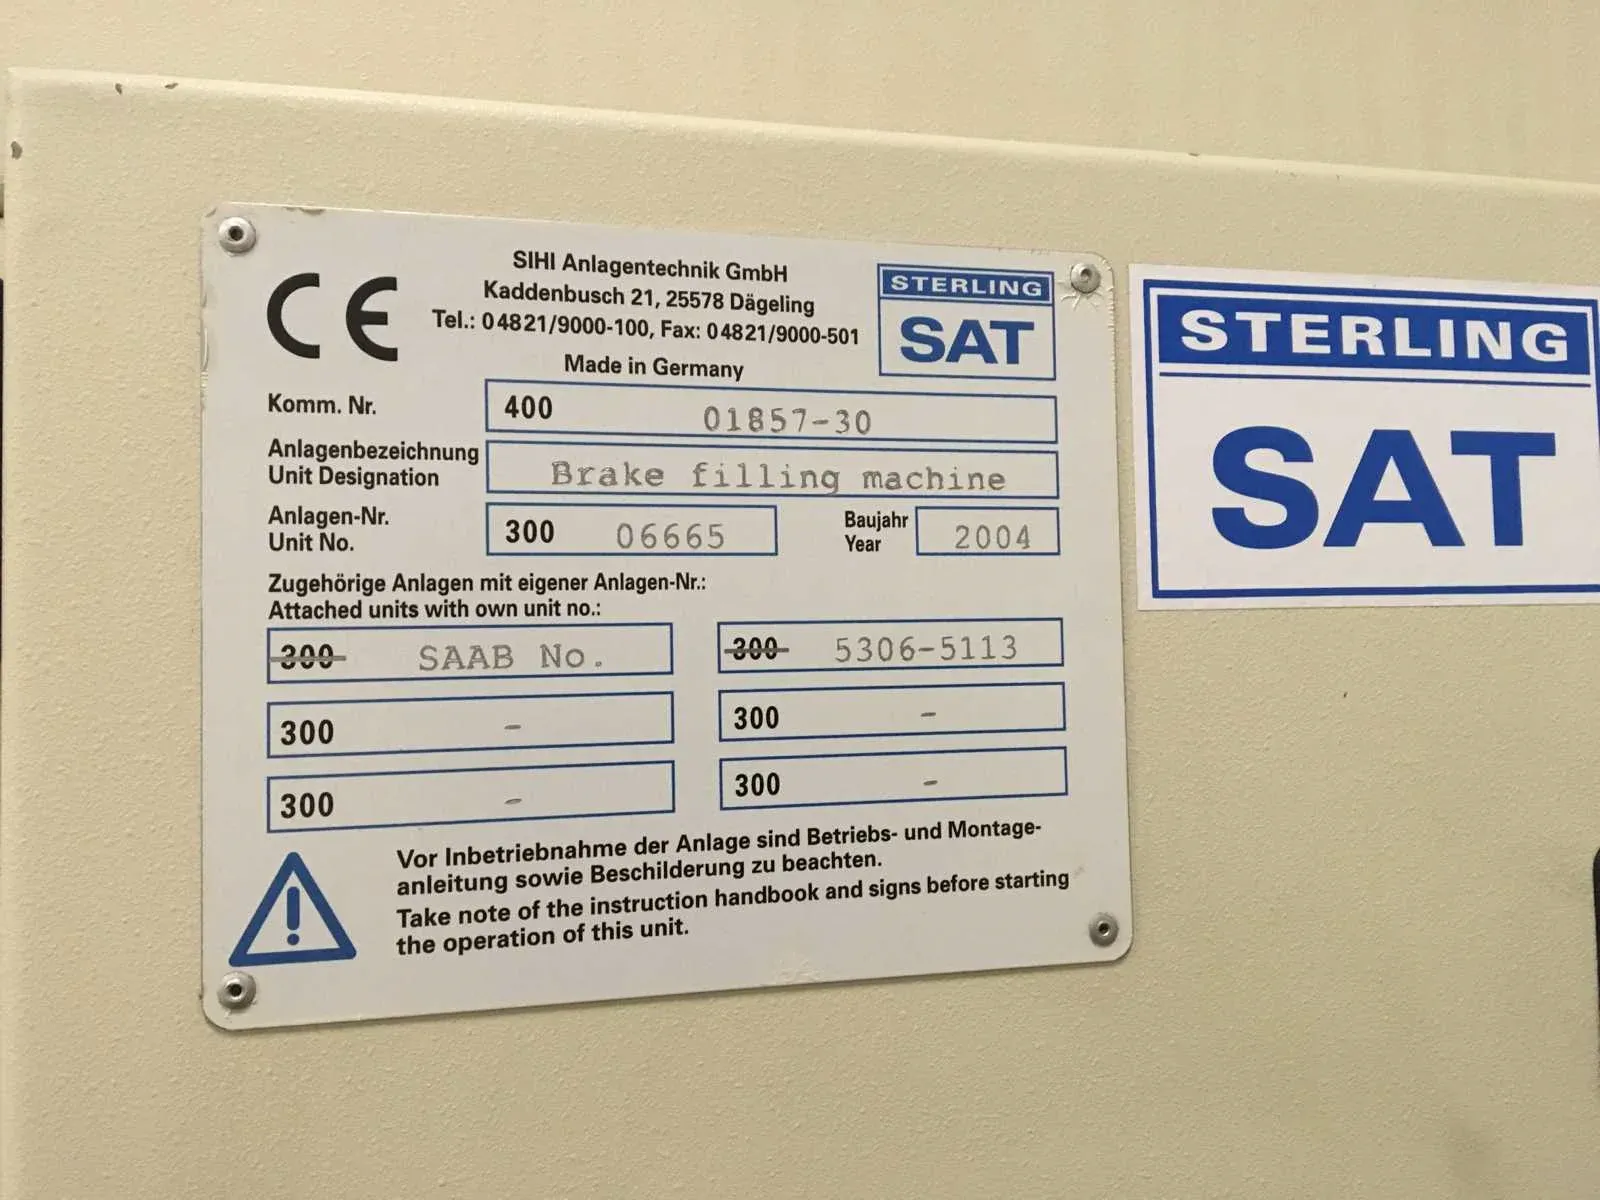 CE
SIHI Anlagentechnik GmbH
Kaddenbusch 21, 25578 Dägeling
Tel.: 04821/9000-100, Fax: 04821/9000-501
Made in Germany
STERLING
SAT
Komm. Nr. 400 01857-30
Anlagenbezeichnung
Unit Designation
Brake filling machine
Anlagen-Nr.
Unit No.
300 06665
Baujahr
Year
2004
Zugehörige Anlagen mit eigener Anlagen-Nr.:
Attached units with own unit no.:
300 SAAB No. 300 5306-5113
300 - 300 -
300 - 300 -
Vor Inbetriebnahme der Anlage sind Betriebs- und Montage-
anleitung sowie Beschilderung zu beachten.
Take note of the instruction handbook and signs before starting
the operation of this unit.
STERLING
SAT